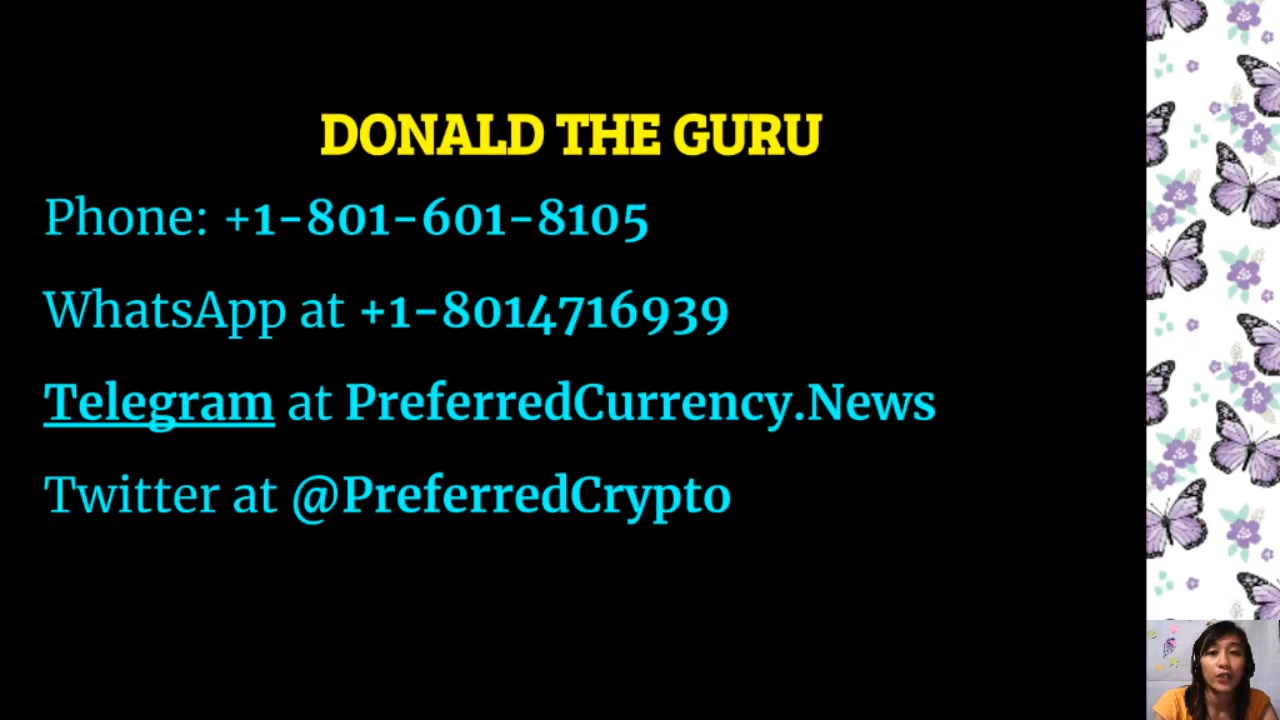 DONALD THE GURU
Phone: +1-801-601-8105
WhatsApp at +1-8014716939
Telegram at PreferredCurrency.News
Twitter at @PreferredCrypto